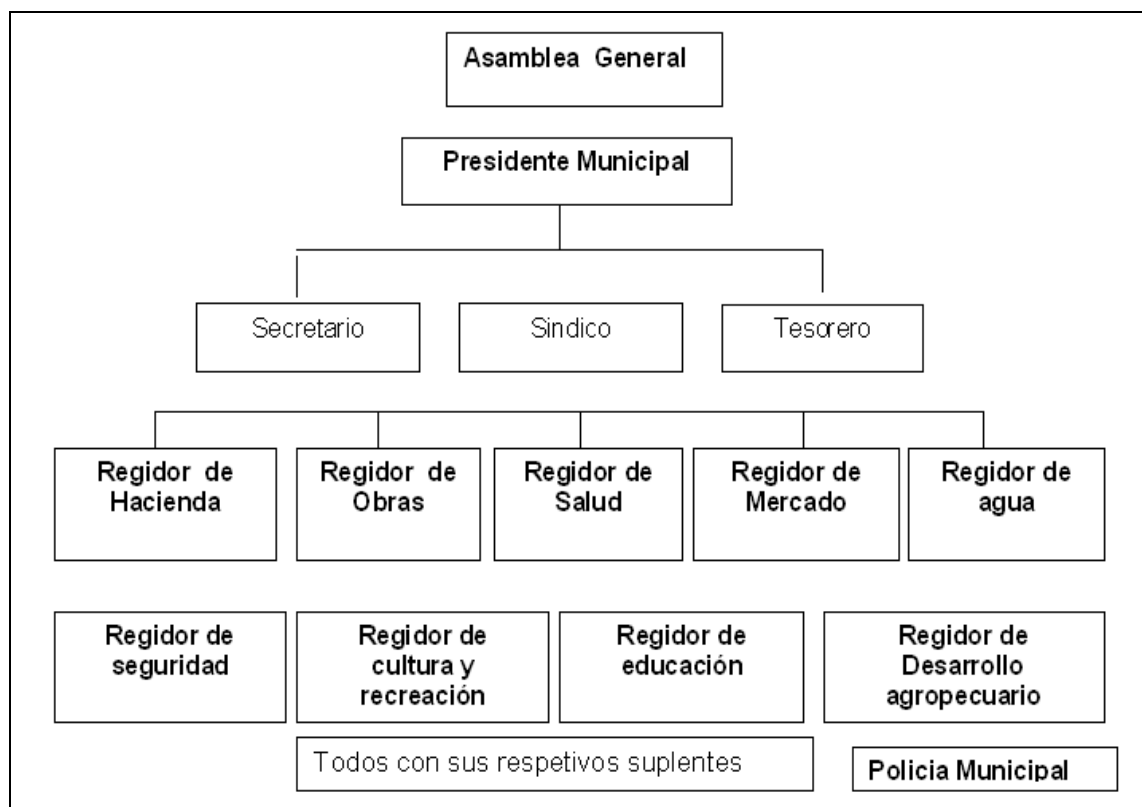 Asamblea General
Presidente Municipal
Secretario
Sindico
Tesorero
Regidor de
Hacienda
Regidor de
Obras
Regidor de
Salud
Regidor de
Mercado
Regidor de
agua
Regidor de
seguridad
Regidor de
cultura y
recreación
Regidor de
educación
Regidor de
Desarrollo
agropecuario
Todos con sus respetivos suplentes
Policia Municipal